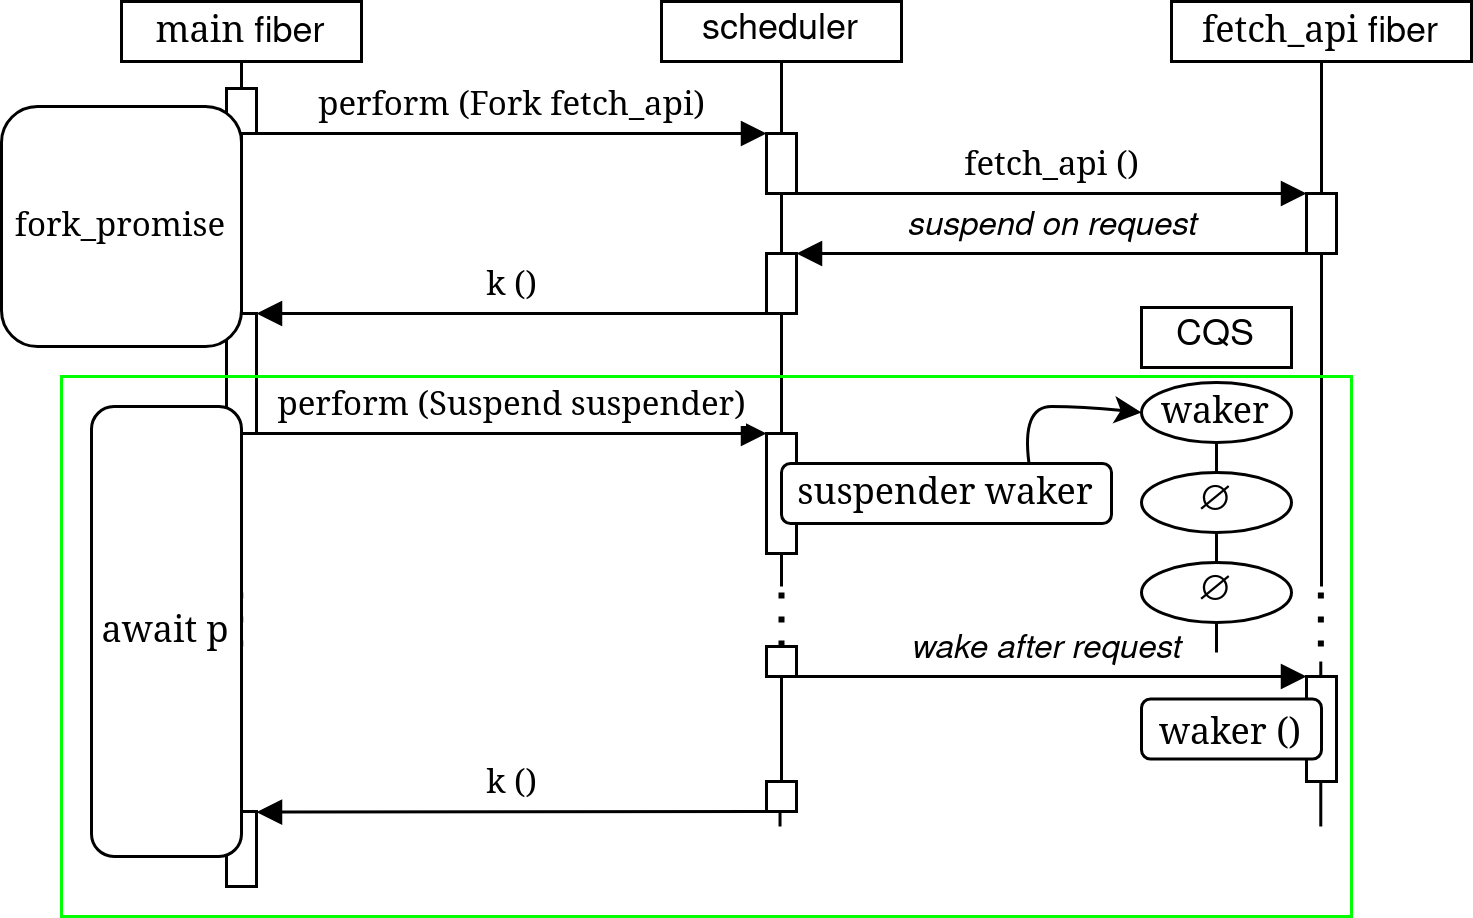 main fiber
scheduler
fetch_api fiber
perform (Fork fetch_api)
fetch_api ()
fork_promise
suspend on request
k ()
CQS
perform (Suspend suspender)
waker
suspender waker
∅
∅
await p
wake after request
waker ()
k ()